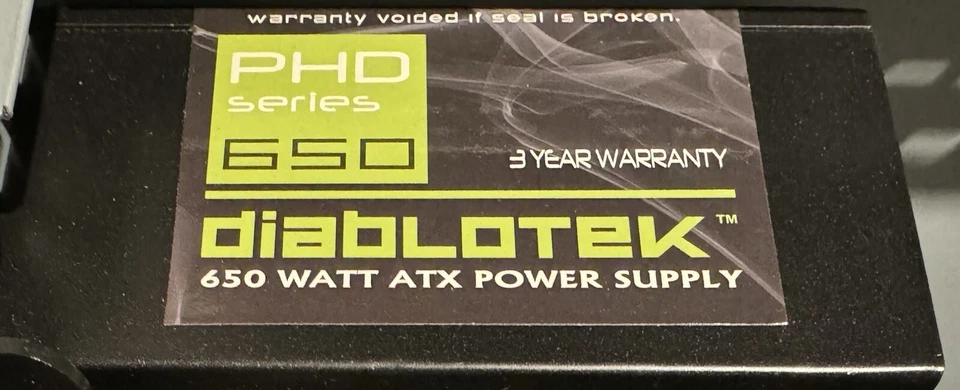 warranty voided if seal is broken.
PHD
series
650
3 YEAR WARRANTY
diablotek™
650 WATT ATX POWER SUPPLY